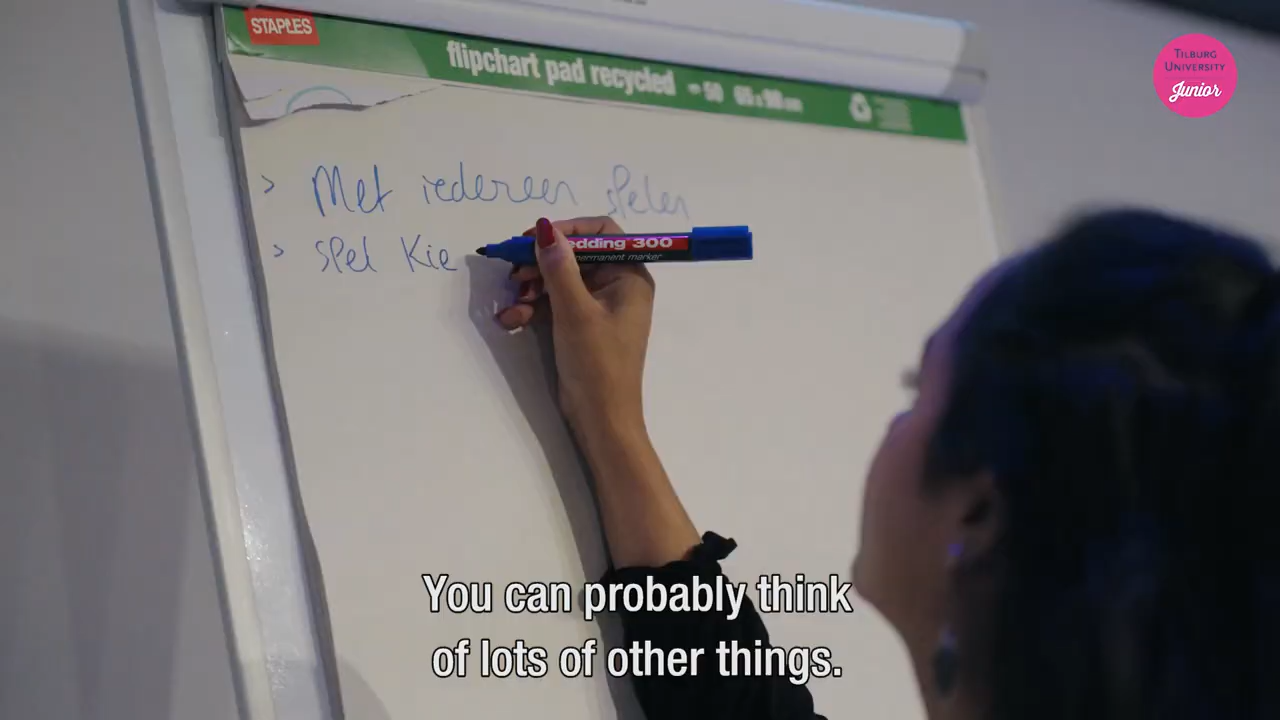 STAPLES
flipchart pad recycled
TILBURG
UNIVERSITY
Junior
> Met iedereen spelen
> spel Kie
edding 300
permanent marker
You can probably think
of lots of other things.